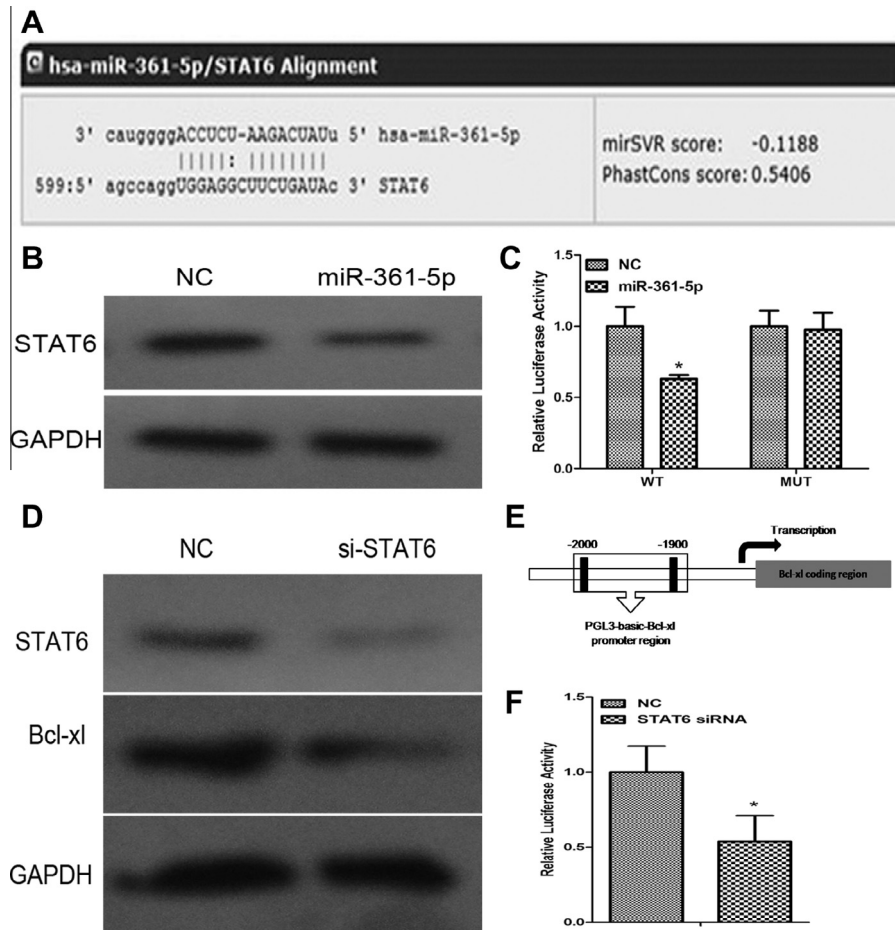 A
hsa-miR-361-5p/STAT6 Alignment
3' cauggggACCUCU-AAGACUAUu 5' hsa-miR-361-5p
|||||: ||||||||
599:5' agccaggUGGAGGCUUCUGAUAc 3' STAT6
mirSVR score: -0.1188
PhastCons score: 0.5406
B
NC miR-361-5p
STAT6
GAPDH
C
NC
miR-361-5p
Relative Luciferase Activity
1.5
1.0
0.5
0.0
*
WT MUT
D
NC si-STAT6
STAT6
Bcl-xl
GAPDH
E
-2000 -1900
Transcription
Bcl-xl coding region
PGL3-basic-Bcl-xl
promoter region
F
NC
STAT6 siRNA
Relative Luciferase Activity
1.5
1.0
0.5
0.0
*